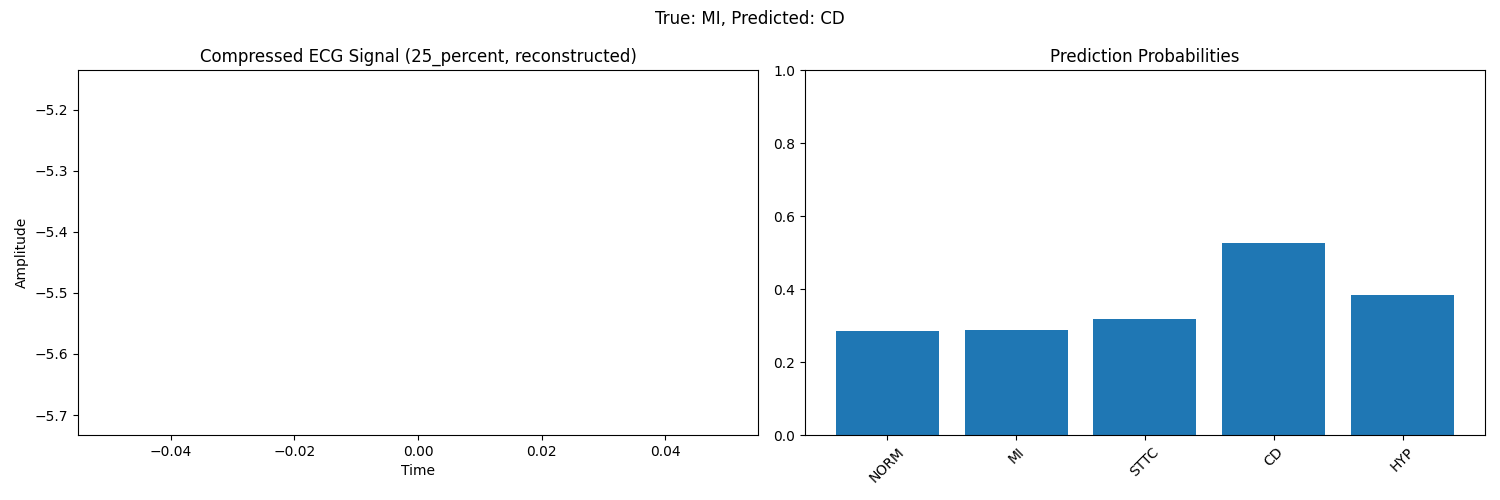 True: MI, Predicted: CD
Compressed ECG Signal (25_percent, reconstructed)
Amplitude
−5.2
−5.3
−5.4
−5.5
−5.6
−5.7
−0.04 −0.02 0.00 0.02 0.04
Time
Prediction Probabilities
1.0
0.8
0.6
0.4
0.2
0.0
NORM MI STTC CD HYP